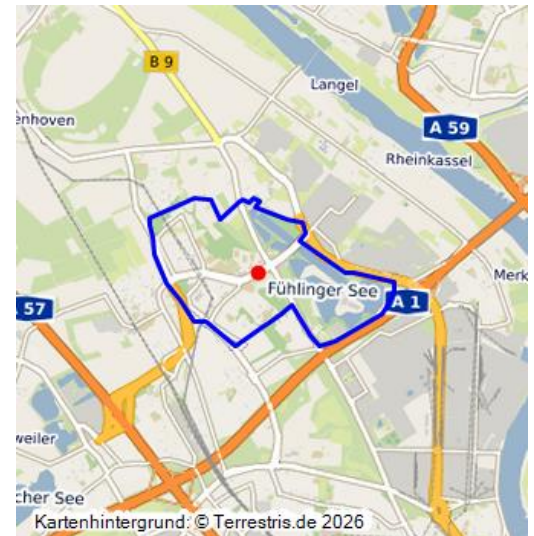 B 9
Langel
enhoven
A 59
Rheinkassel
Merk
Fühlinger See
A 1
57
weiler
cher See
Kartenhintergrund: © Terrestris.de 2026